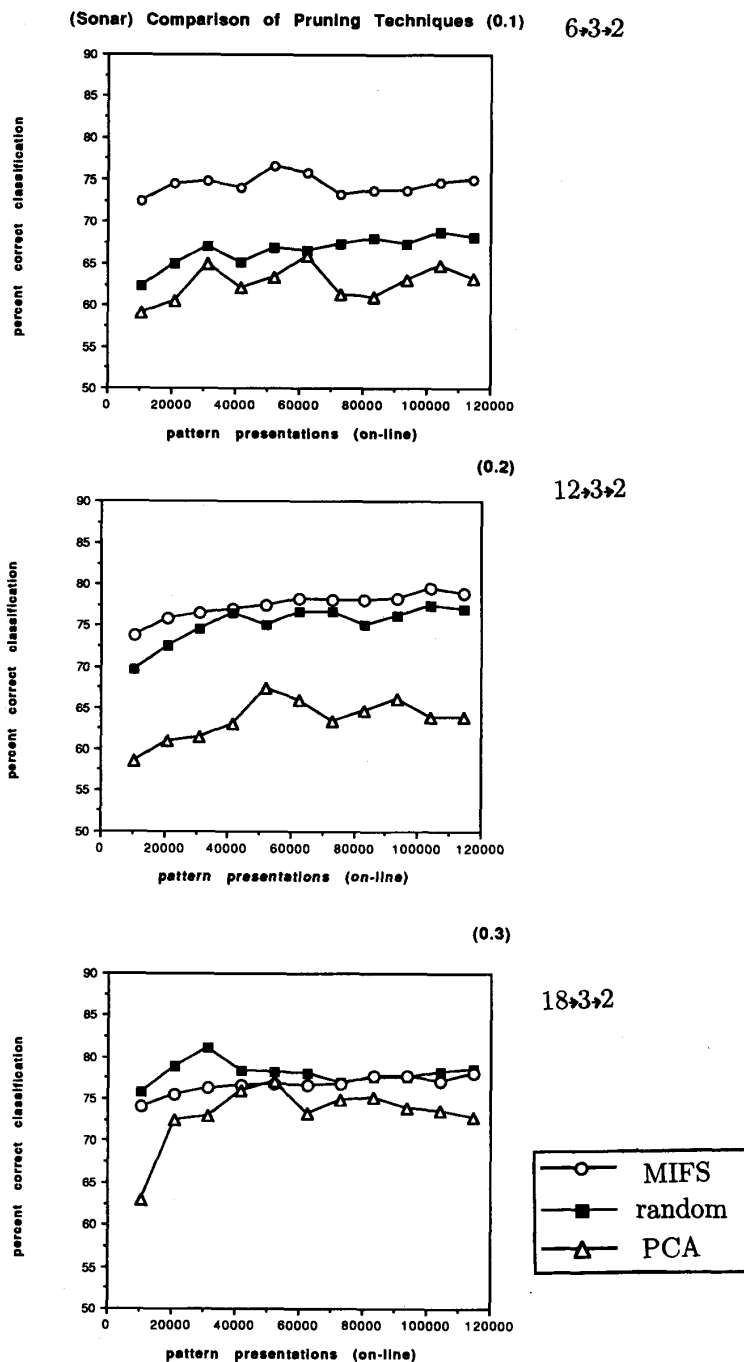 (Sonar) Comparison of Pruning Techniques (0.1)
6→3→2
90
85
80
75
70
65
60
55
50
percent correct classification
0 20000 40000 60000 80000 100000 120000
pattern presentations (on-line)
(0.2)
12→3→2
90
85
80
75
70
65
60
55
50
percent correct classification
0 20000 40000 60000 80000 100000 120000
pattern presentations (on-line)
(0.3)
18→3→2
90
85
80
75
70
65
60
55
50
percent correct classification
0 20000 40000 60000 80000 100000 120000
pattern presentations (on-line)
MIFS
random
PCA